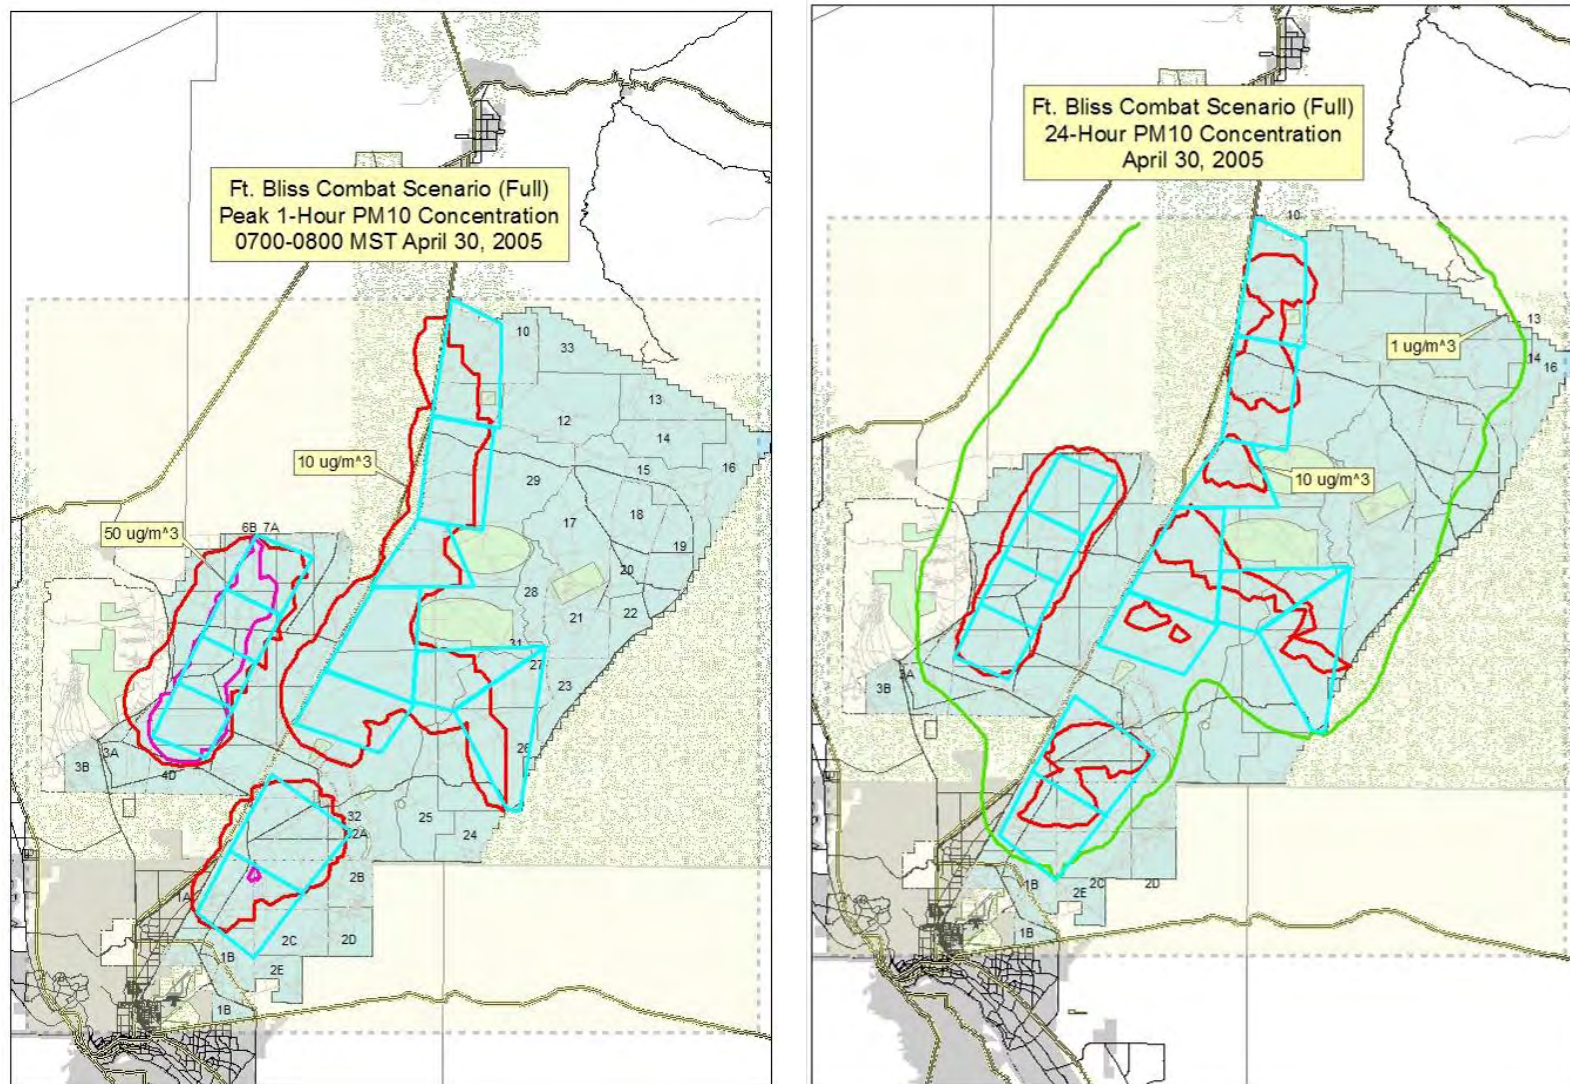 Ft. Bliss Combat Scenario (Full)
Peak 1-Hour PM10 Concentration
0700-0800 MST April 30, 2005
10
33
13
12
14
10 ug/m^3
15
16
29
50 ug/m^3
6B 7A
17
18
19
20
28
21
22
31
27
23
3A
3B
4D
26
32
2A
25
24
1A
2B
2C
2D
1B
2E
1B
Ft. Bliss Combat Scenario (Full)
24-Hour PM10 Concentration
April 30, 2005
10
13
1 ug/m^3
14
16
10 ug/m^3
3A
3B
1B
2E
2C
2D
1B